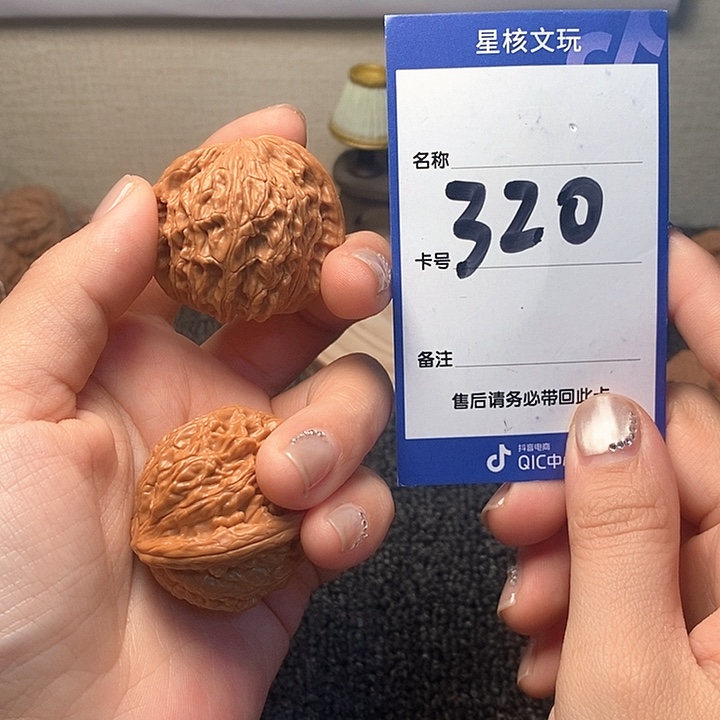 星核文玩
名称
320
卡号
备注
售后请务必带回此卡
抖音电商
QIC中